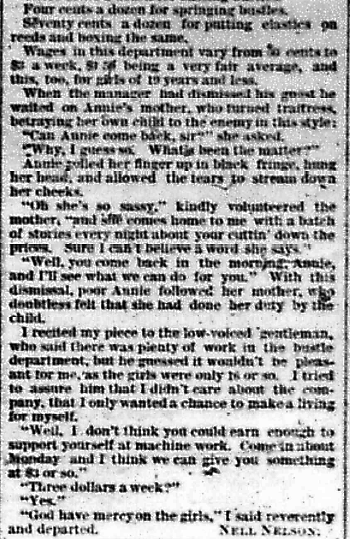 Four cents a dozen for springing bustles.
Seventy cents a dozen for putting elastics on
reeds and boxing the same.
Wages in this department vary from cents to
$3 a week, being a very fair average, and
this, too, for girls of 19 years and less.
When the manager had dismissed his guest he
waited on Annie's mother, who turned traitress,
betraying her own child to the enemy in this style:
"Can Annie come back, sir?" she asked.
"Why, I guess so. What's been the matter?"
Annie rolled her finger up in black fringe, hung
her head, and allowed the tears to stream down
her cheeks.
"Oh she's so sassy," kindly volunteered the
mother, "and she comes home to me with a batch
of stories every night about your cuttin' down the
prices. Sure I can't believe a word she says."
"Well, you come back in the morning, Annie,
and I'll see what we can do for you." With this
dismissal, poor Annie followed her mother, who
doubtless felt that she had done her duty by the
child.
I recited my piece to the low-voiced gentleman,
who said there was plenty of work in the bustle
department, but he guessed it wouldn't be pleas-
ant for me, as the girls were only 16 or so. I tried
to assure him that I didn't care about the com-
pany, that I only wanted a chance to make a living
for myself.
"Well, I don't think you could earn enough to
support yourself at machine work. Come in about
Monday and I think we can give you something
at $3 or so."
"Three dollars a week?"
"Yes."
"God have mercy on the girls," I said reverently
and departed. NELL NELSON.